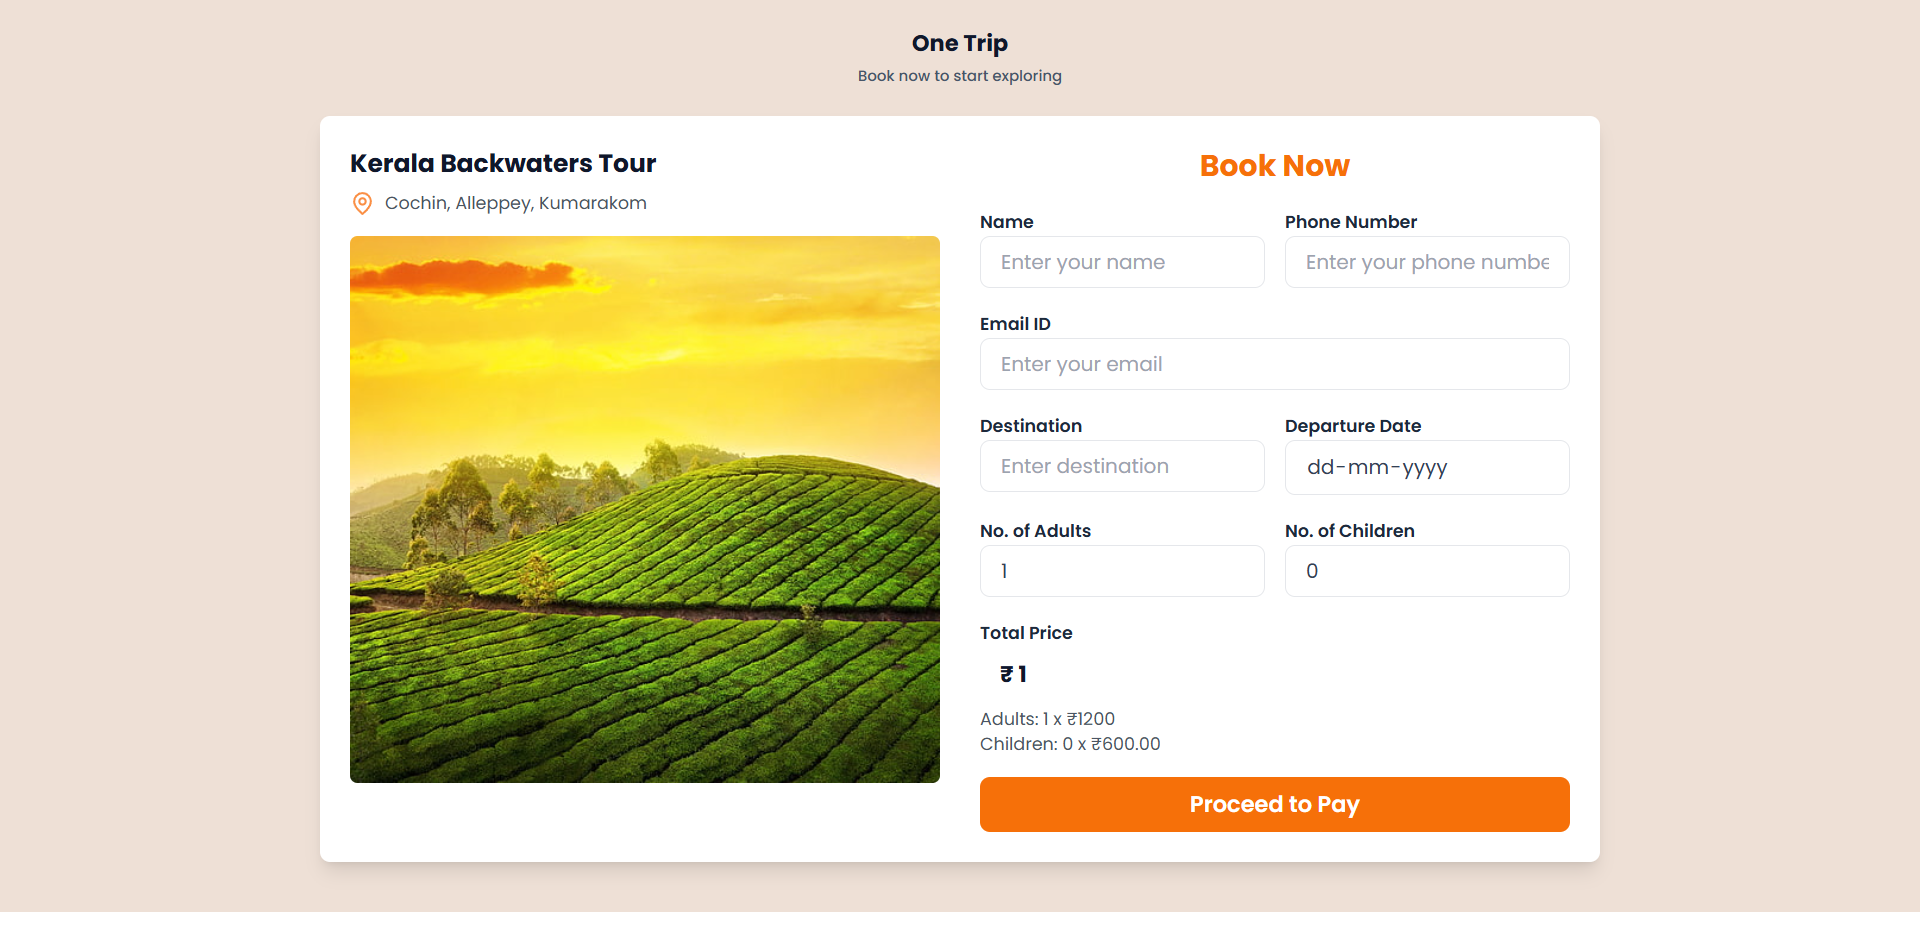 One Trip
Book now to start exploring
Kerala Backwaters Tour
Cochin, Alleppey, Kumarakom
Book Now
Name
Phone Number
Enter your name
Enter your phone numbe
Email ID
Enter your email
Destination
Departure Date
Enter destination
dd-mm-yyyy
No. of Adults
No. of Children
1
0
Total Price
₹ 1
Adults: 1 x ₹1200
Children: 0 x ₹600.00
Proceed to Pay